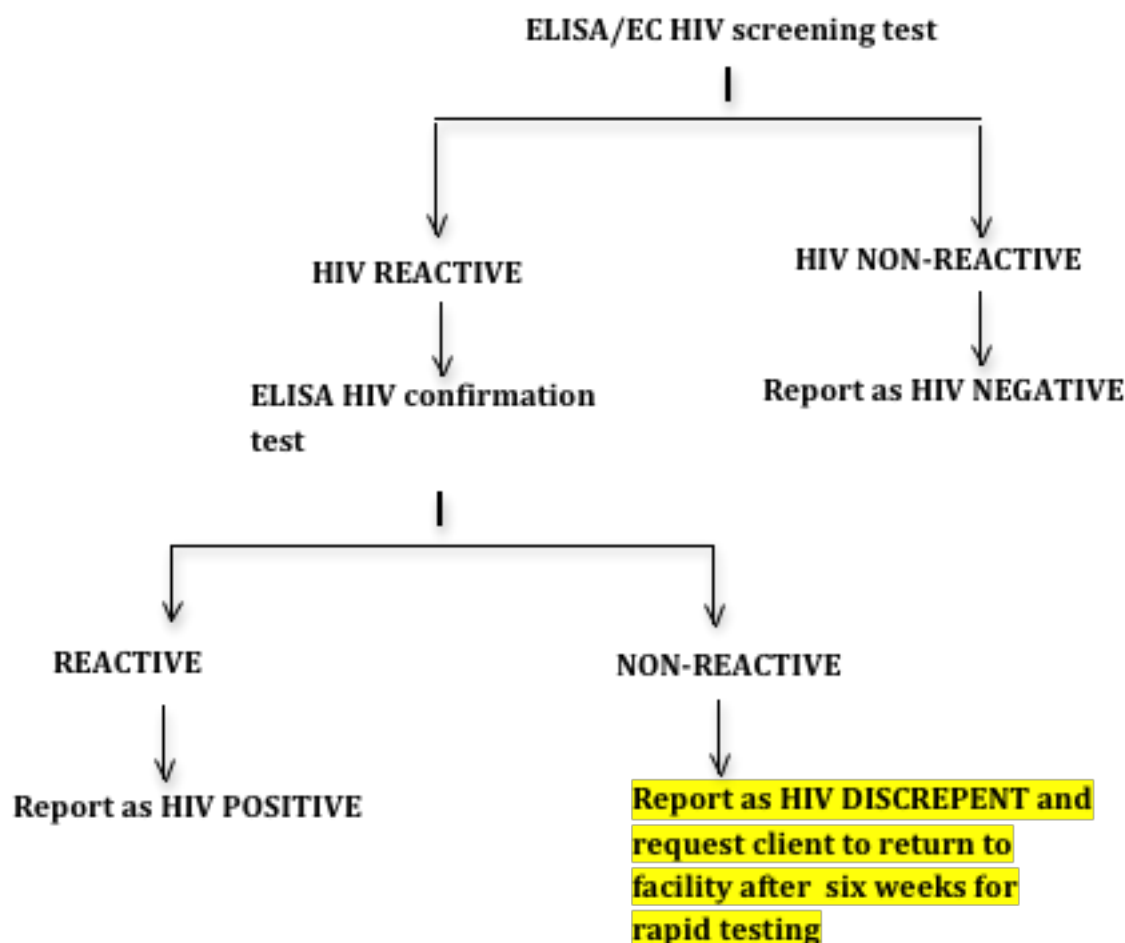 ELISA/EC HIV screening test
HIV REACTIVE
HIV NON-REACTIVE
ELISA HIV confirmation
test
Report as HIV NEGATIVE
REACTIVE
NON-REACTIVE
Report as HIV POSITIVE
Report as HIV DISCREPENT and
request client to return to
facility after six weeks for
rapid testing